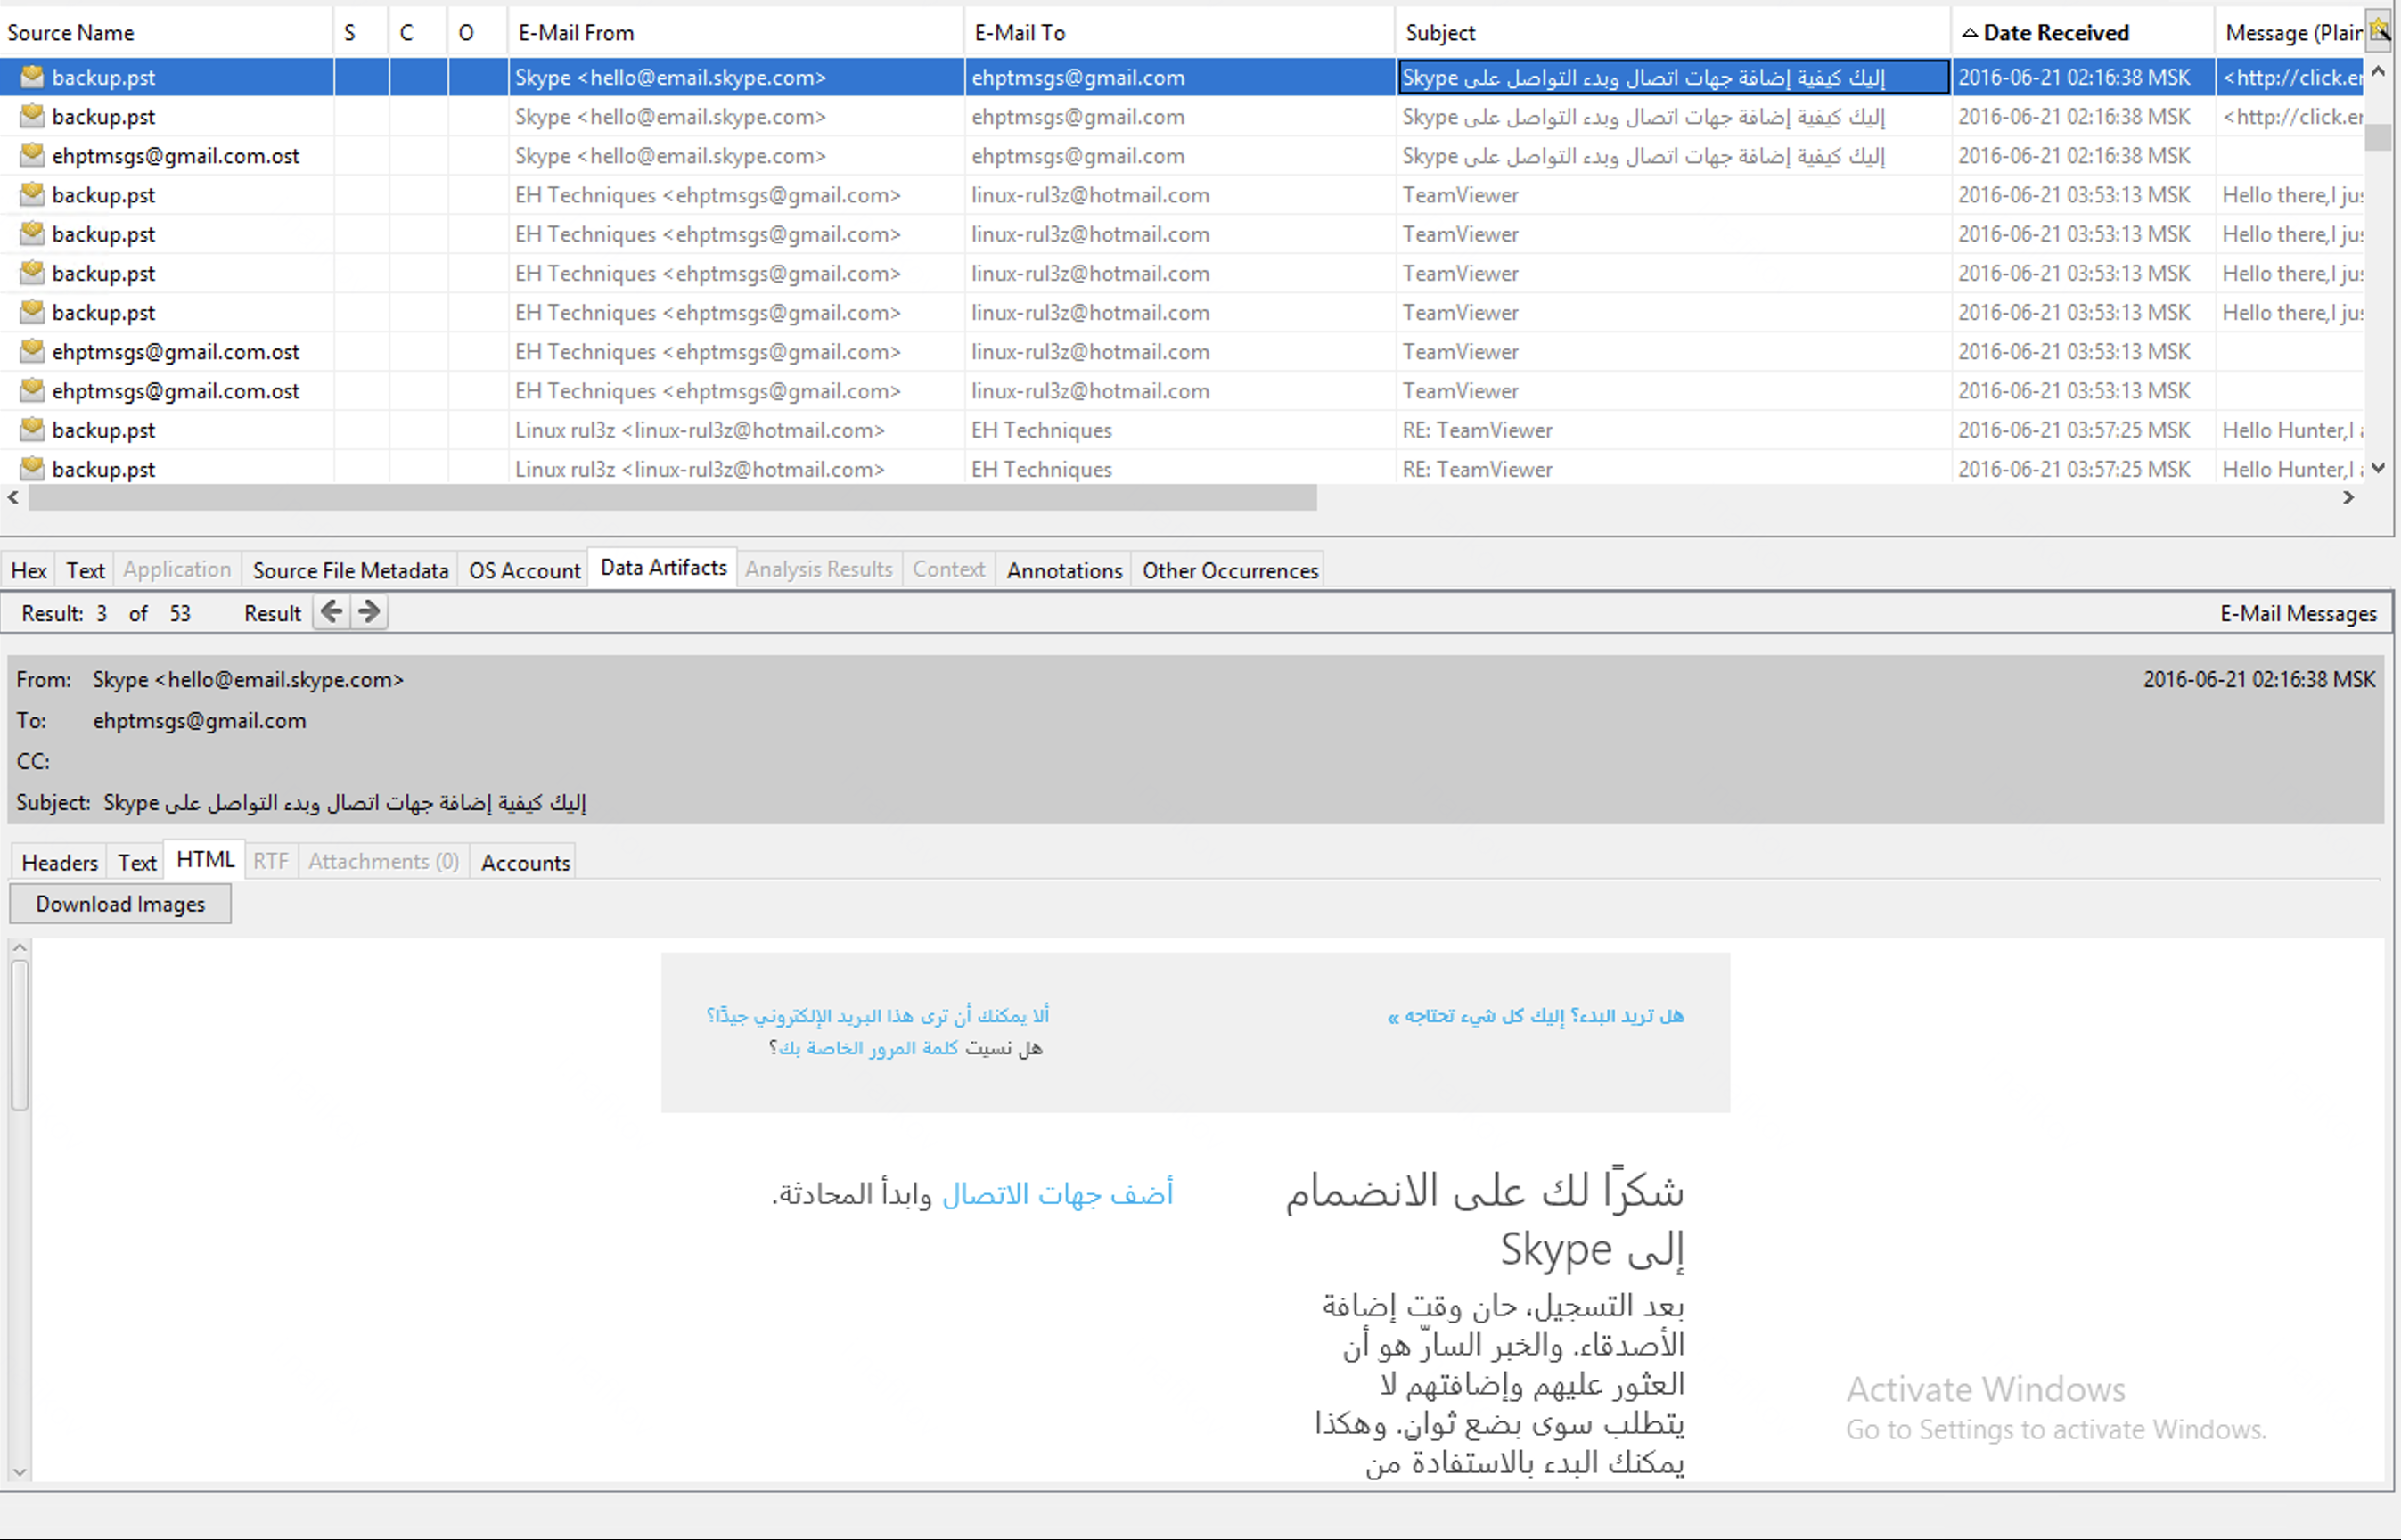 Source Name S C O E-Mail From E-Mail To Subject Date Received Message (Plain
backup.pst Skype <hello@email.skype.com> ehptmsgs@gmail.com إليك كيفية إضافة جهات اتصال وبدء التواصل على Skype 2016-06-21 02:16:38 MSK <http://click.er
backup.pst Skype <hello@email.skype.com> ehptmsgs@gmail.com إليك كيفية إضافة جهات اتصال وبدء التواصل على Skype 2016-06-21 02:16:38 MSK <http://click.er
ehptmsgs@gmail.com.ost Skype <hello@email.skype.com> ehptmsgs@gmail.com إليك كيفية إضافة جهات اتصال وبدء التواصل على Skype 2016-06-21 02:16:38 MSK
backup.pst EH Techniques <ehptmsgs@gmail.com> linux-rul3z@hotmail.com TeamViewer 2016-06-21 03:53:13 MSK Hello there,I jus
backup.pst EH Techniques <ehptmsgs@gmail.com> linux-rul3z@hotmail.com TeamViewer 2016-06-21 03:53:13 MSK Hello there,I jus
backup.pst EH Techniques <ehptmsgs@gmail.com> linux-rul3z@hotmail.com TeamViewer 2016-06-21 03:53:13 MSK Hello there,I jus
backup.pst EH Techniques <ehptmsgs@gmail.com> linux-rul3z@hotmail.com TeamViewer 2016-06-21 03:53:13 MSK Hello there,I jus
ehptmsgs@gmail.com.ost EH Techniques <ehptmsgs@gmail.com> linux-rul3z@hotmail.com TeamViewer 2016-06-21 03:53:13 MSK
ehptmsgs@gmail.com.ost EH Techniques <ehptmsgs@gmail.com> linux-rul3z@hotmail.com TeamViewer 2016-06-21 03:53:13 MSK
backup.pst Linux rul3z <linux-rul3z@hotmail.com> EH Techniques RE: TeamViewer 2016-06-21 03:57:25 MSK Hello Hunter,I
backup.pst Linux rul3z <linux-rul3z@hotmail.com> EH Techniques RE: TeamViewer 2016-06-21 03:57:25 MSK Hello Hunter,I
Hex Text Application Source File Metadata OS Account Data Artifacts Analysis Results Context Annotations Other Occurrences
Result: 3 of 53 Result E-Mail Messages
From: Skype <hello@email.skype.com> 2016-06-21 02:16:38 MSK
To: ehptmsgs@gmail.com
CC:
Subject: إليك كيفية إضافة جهات اتصال وبدء التواصل على Skype
Headers Text HTML RTF Attachments (0) Accounts
Download Images
هل تريد البدء؟ إليك كل شيء تحتاجه »
ألا يمكنك أن ترى هذا البريد الإلكتروني جيدًا؟
هل نسيت كلمة المرور الخاصة بك؟
شكرًا لك على الانضمام
إلى Skype
بعد التسجيل، حان وقت إضافة
الأصدقاء. والخبر السارّ هو أن
العثور عليهم وإضافتهم لا
يتطلب سوى بضع ثوانٍ. وهكذا
يمكنك البدء بالاستفادة من
أضف جهات الاتصال وابدأ المحادثة.
Activate Windows
Go to Settings to activate Windows.